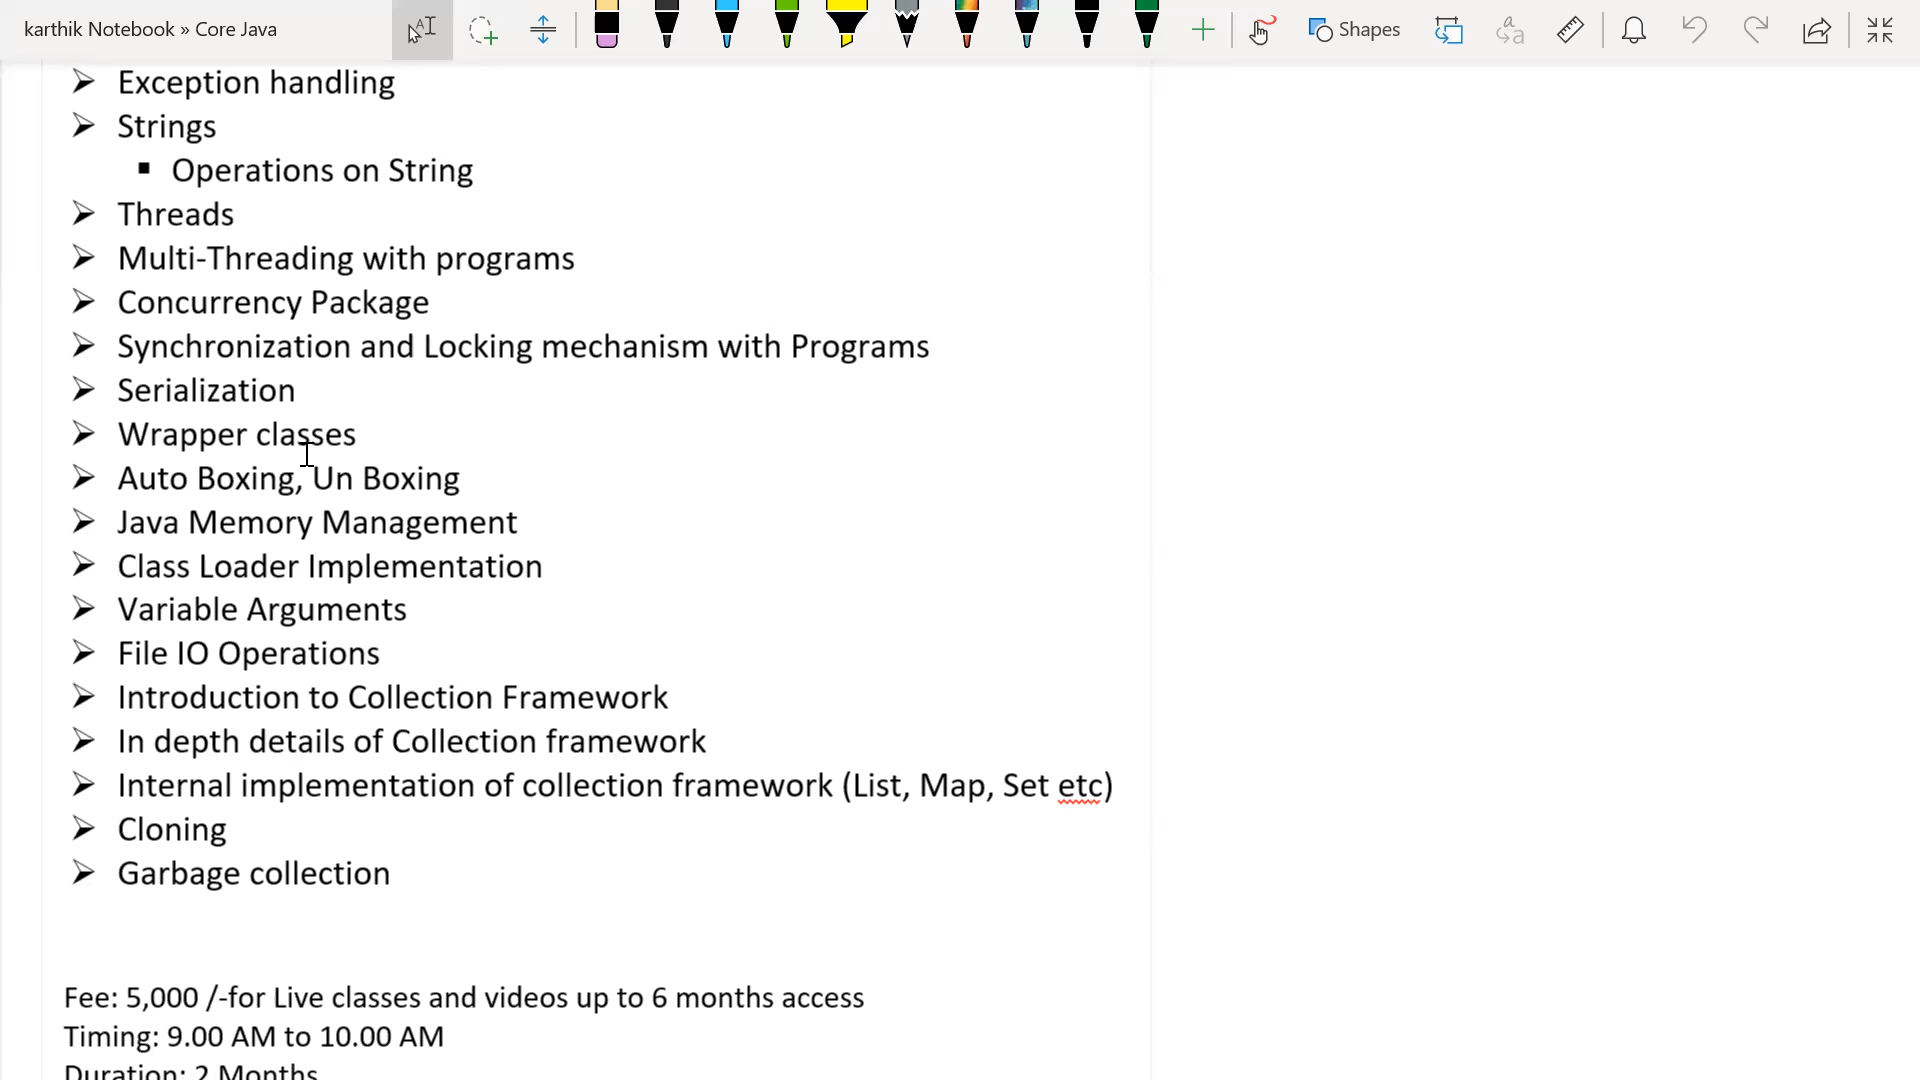 karthik Notebook » Core Java
Shapes
Exception handling
Strings
Operations on String
Threads
Multi-Threading with programs
Concurrency Package
Synchronization and Locking mechanism with Programs
Serialization
Wrapper classes
Auto Boxing, Un Boxing
Java Memory Management
Class Loader Implementation
Variable Arguments
File IO Operations
Introduction to Collection Framework
In depth details of Collection framework
Internal implementation of collection framework (List, Map, Set etc)
Cloning
Garbage collection
Fee: 5,000 /-for Live classes and videos up to 6 months access
Timing: 9.00 AM to 10.00 AM
Duration: 2 Months